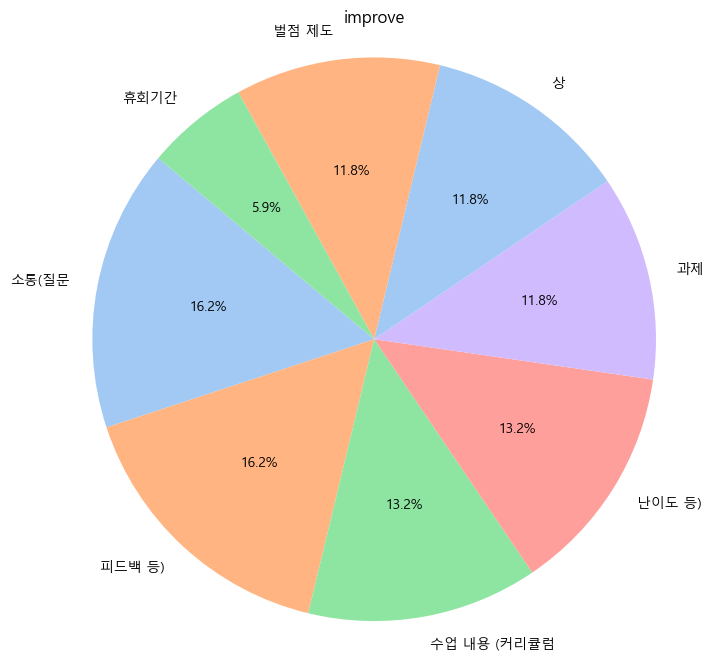 improve
벌점 제도
상
휴회기간
11.8%
11.8%
5.9%
과제
소통(질문
11.8%
16.2%
13.2%
16.2%
13.2%
난이도 등)
피드백 등)
수업 내용 (커리큘럼